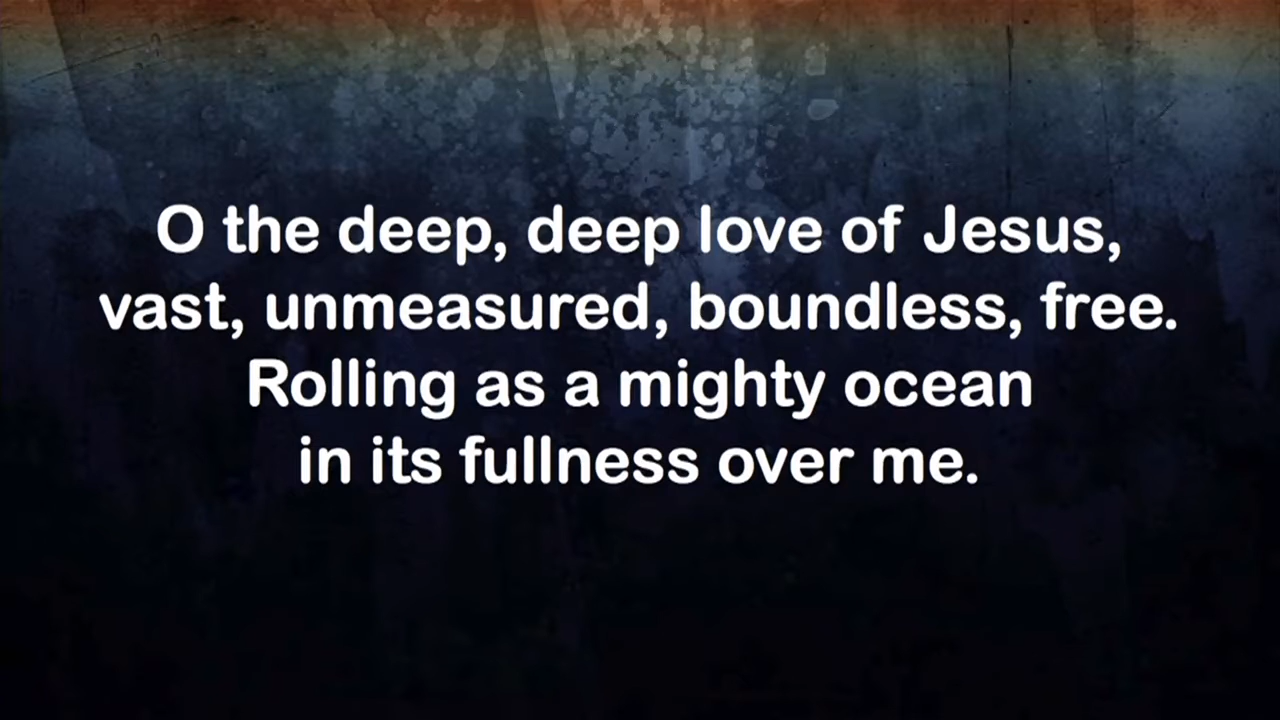 O the deep, deep love of Jesus,
vast, unmeasured, boundless, free.
Rolling as a mighty ocean
in its fullness over me.